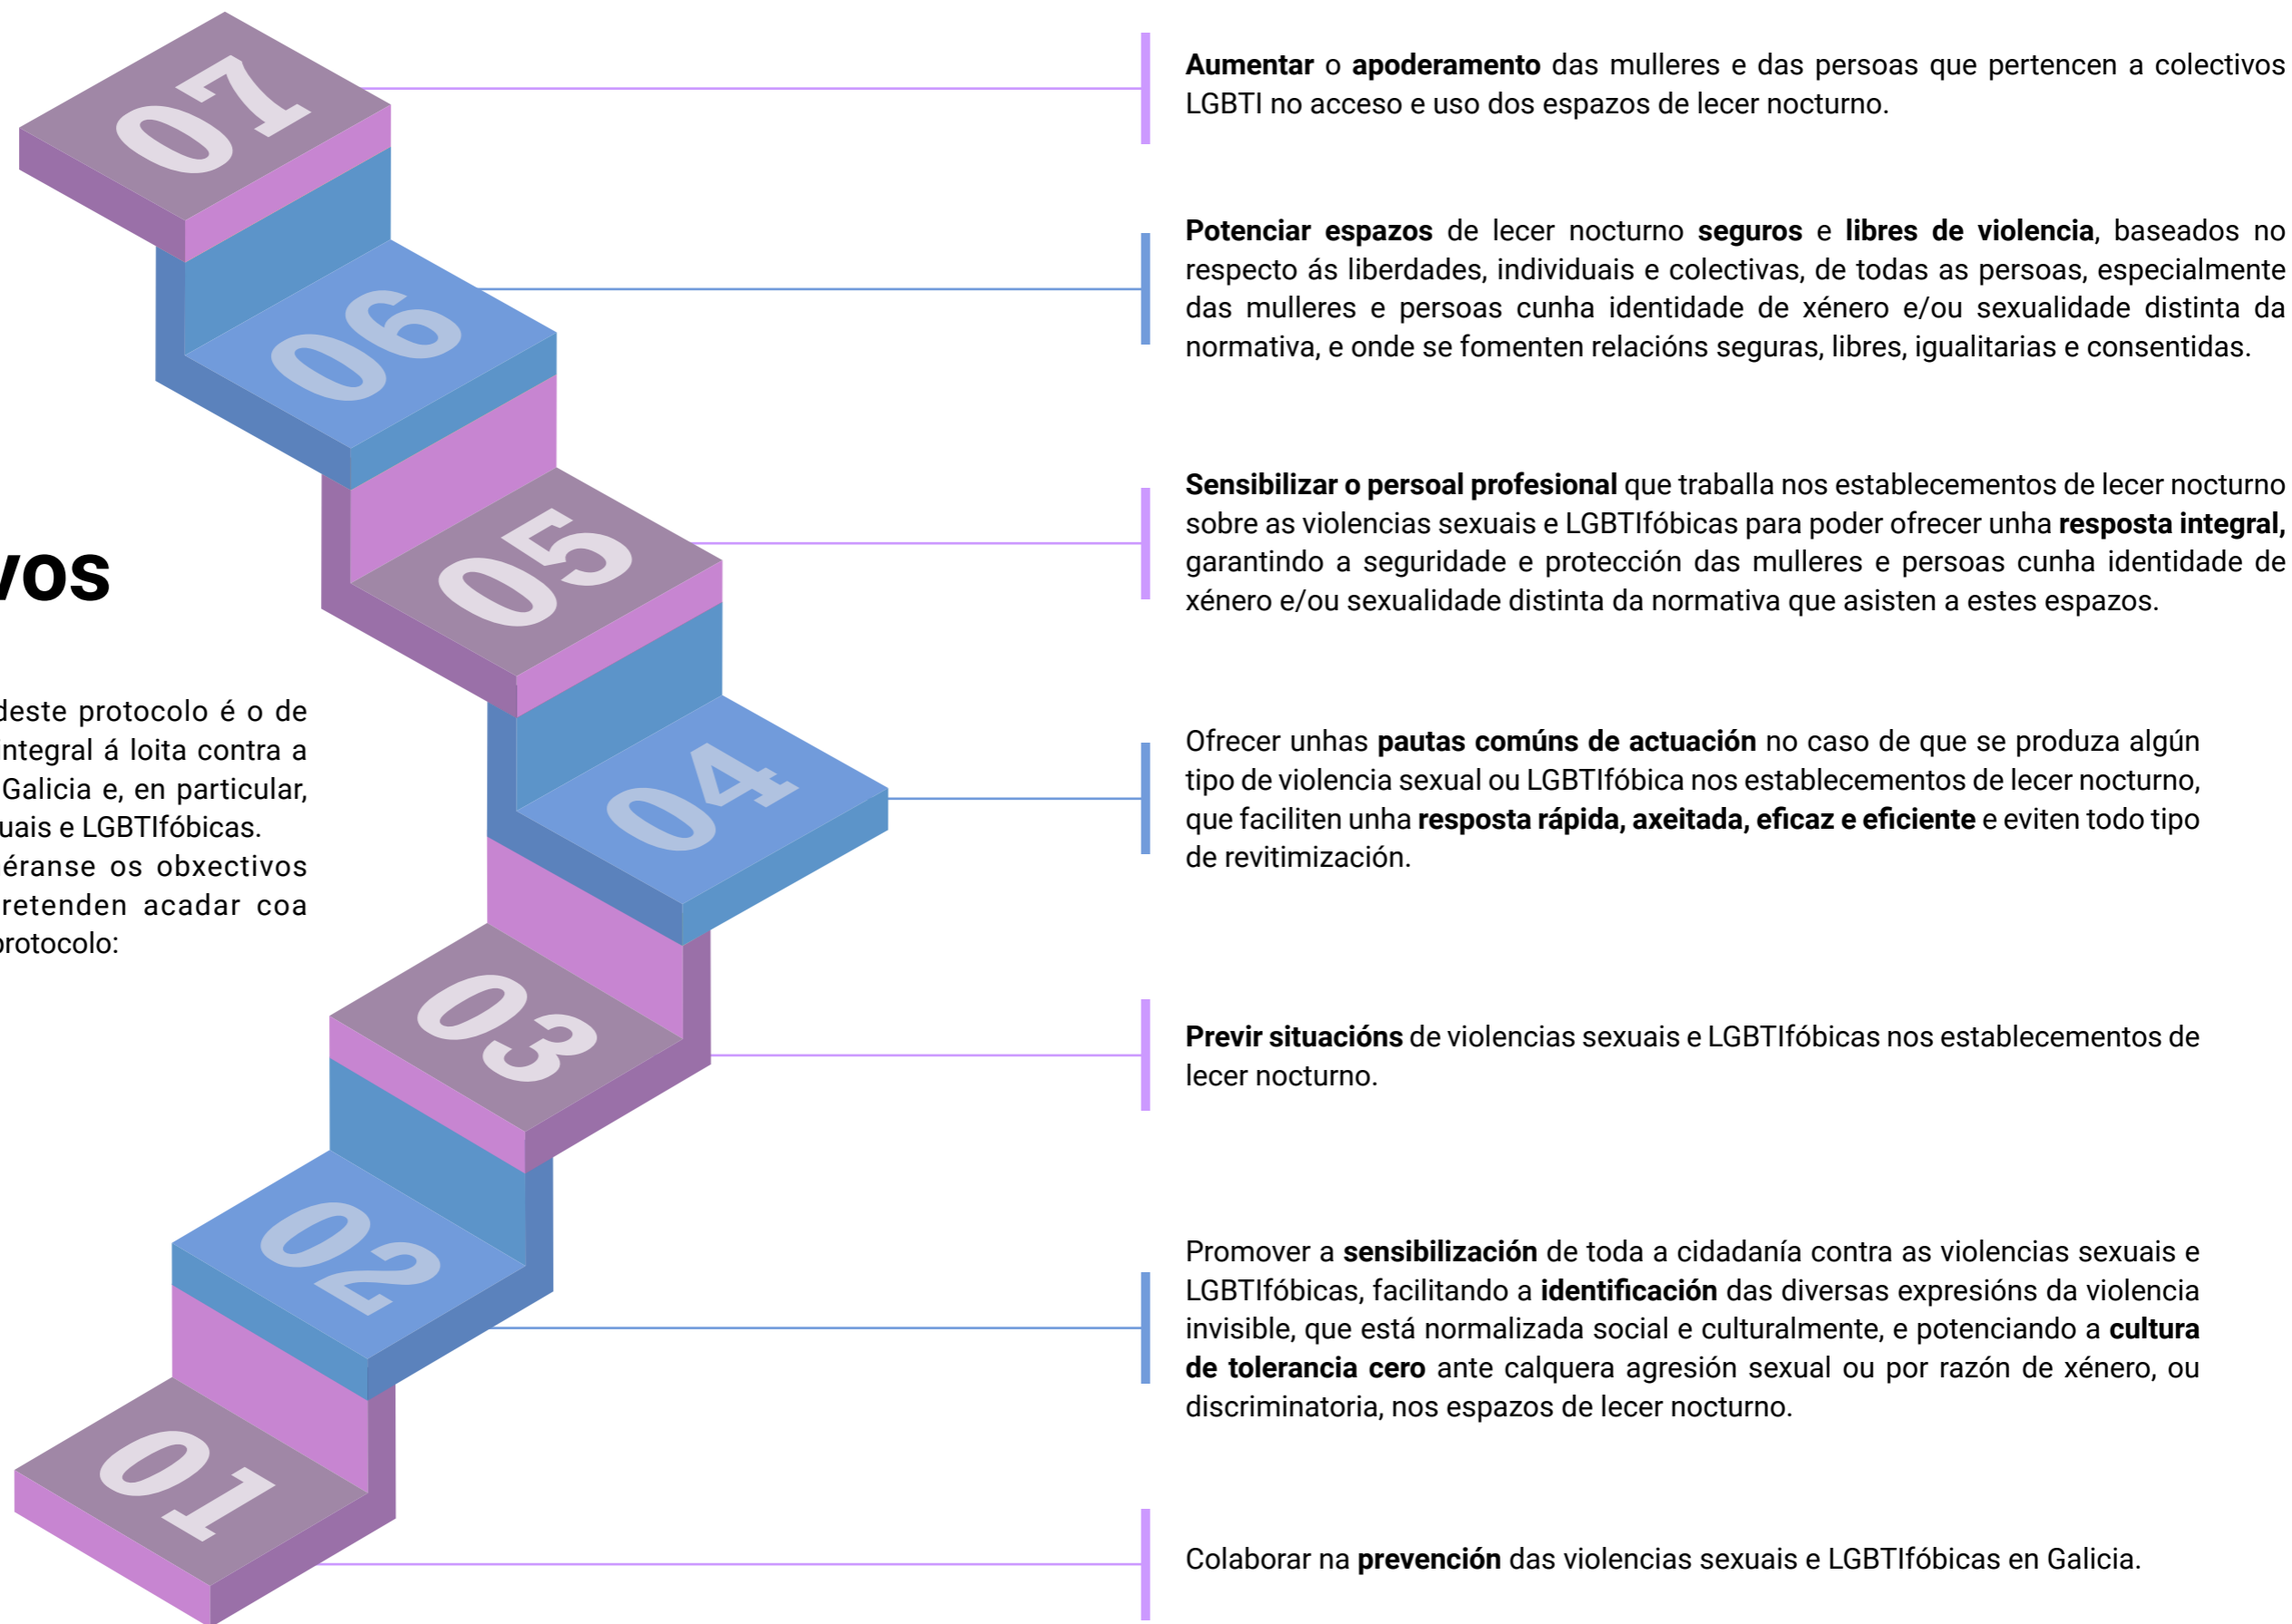 vos
deste protocolo é o de
integral á loita contra a
Galicia e, en particular,
uais e LGBTIfóbicas.
éranse os obxectivos
retenden acadar coa
protocolo:
07
Aumentar o apoderamento das mulleres e das persoas que pertencen a colectivos
LGBTI no acceso e uso dos espazos de lecer nocturno.
06
Potenciar espazos de lecer nocturno seguros e libres de violencia, baseados no
respecto ás liberdades, individuais e colectivas, de todas as persoas, especialmente
das mulleres e persoas cunha identidade de xénero e/ou sexualidade distinta da
normativa, e onde se fomenten relacións seguras, libres, igualitarias e consentidas.
05
Sensibilizar o persoal profesional que traballa nos establecementos de lecer nocturno
sobre as violencias sexuais e LGBTIfóbicas para poder ofrecer unha resposta integral,
garantindo a seguridade e protección das mulleres e persoas cunha identidade de
xénero e/ou sexualidade distinta da normativa que asisten a estes espazos.
04
Ofrecer unhas pautas comúns de actuación no caso de que se produza algún
tipo de violencia sexual ou LGBTIfóbica nos establecementos de lecer nocturno,
que faciliten unha resposta rápida, axeitada, eficaz e eficiente e eviten todo tipo
de revitimización.
03
Previr situacións de violencias sexuais e LGBTIfóbicas nos establecementos de
lecer nocturno.
02
Promover a sensibilización de toda a cidadanía contra as violencias sexuais e
LGBTIfóbicas, facilitando a identificación das diversas expresións da violencia
invisible, que está normalizada social e culturalmente, e potenciando a cultura
de tolerancia cero ante calquera agresión sexual ou por razón de xénero, ou
discriminatoria, nos espazos de lecer nocturno.
01
Colaborar na prevención das violencias sexuais e LGBTIfóbicas en Galicia.